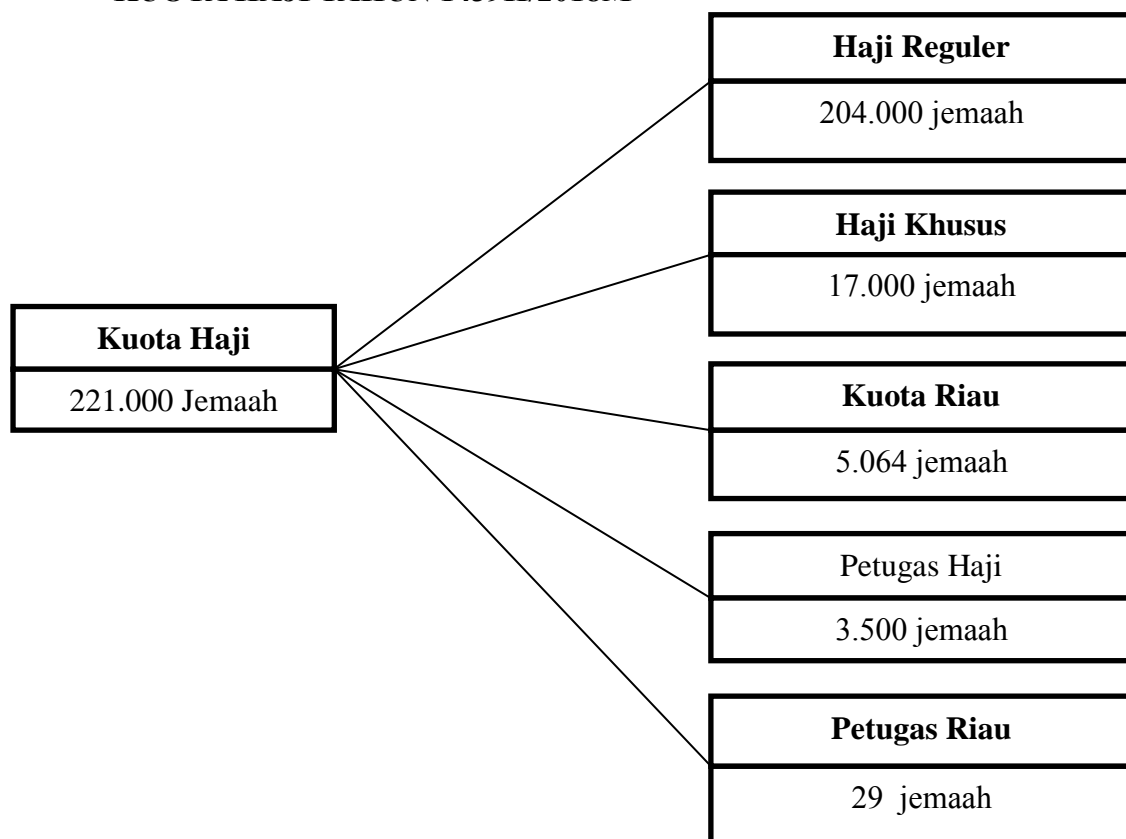 Haji Reguler
204.000 jemaah
Haji Khusus
17.000 jemaah
Kuota Haji
221.000 Jemaah
Kuota Riau
5.064 jemaah
Petugas Haji
3.500 jemaah
Petugas Riau
29 jemaah